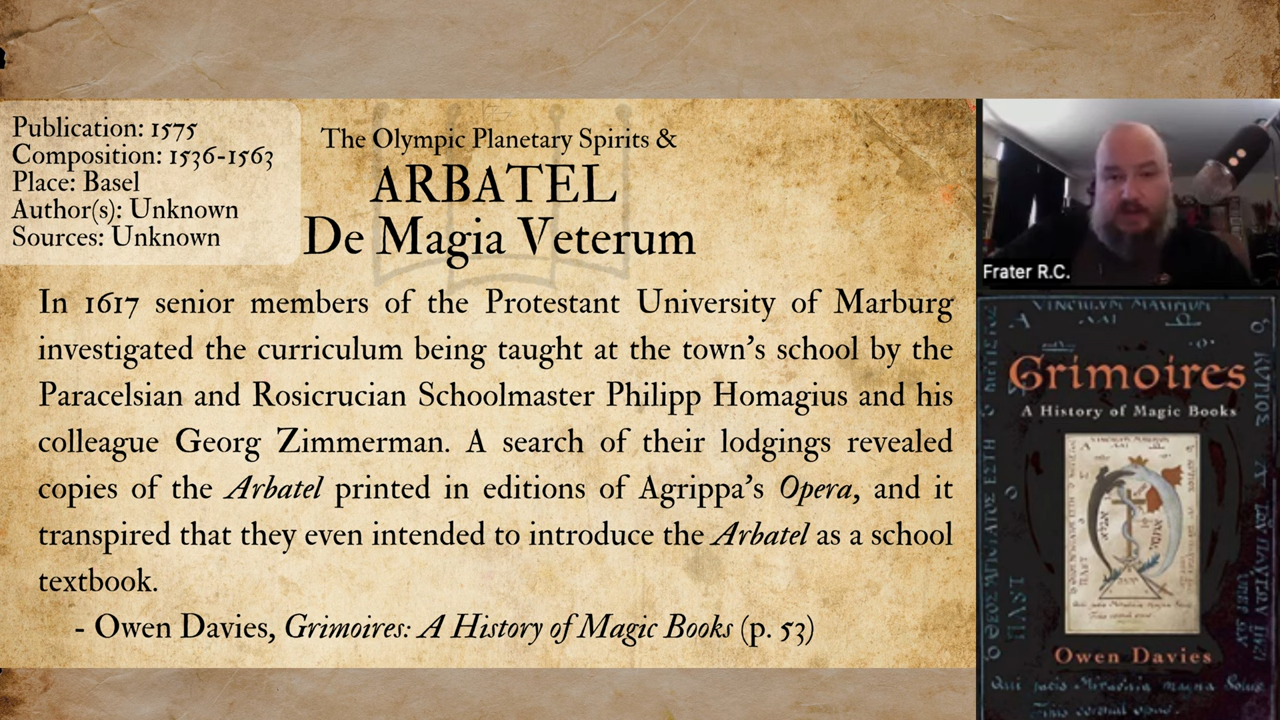 Publication: 1575
Composition: 1536-1563
Place: Basel
Author(s): Unknown
Sources: Unknown
The Olympic Planetary Spirits &
ARBATEL
De Magia Veterum
In 1617 senior members of the Protestant University of Marburg
investigated the curriculum being taught at the town's school by the
Paracelsian and Rosicrucian Schoolmaster Philipp Homagius and his
colleague Georg Zimmerman. A search of their lodgings revealed
copies of the Arbatel printed in editions of Agrippa's Opera, and it
transpired that they even intended to introduce the Arbatel as a school
textbook.
- Owen Davies, Grimoires: A History of Magic Books (p. 53)
Frater R.C.
VINCULUM MAXIMUM
Grimoires
A History of Magic Books
Owen Davies